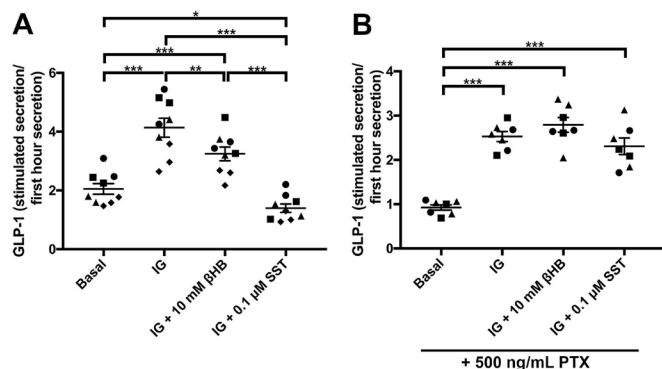 A
GLP-1 (stimulated secretion/
first hour secretion)
6
4
2
0
*
***
***
***
**
***
Basal
IG
IG + 10 mM βHB
IG + 0.1 µM SST
B
GLP-1 (stimulated secretion/
first hour secretion)
4
3
2
1
0
***
***
***
Basal
IG
IG + 10 mM βHB
IG + 0.1 µM SST
+ 500 ng/mL PTX